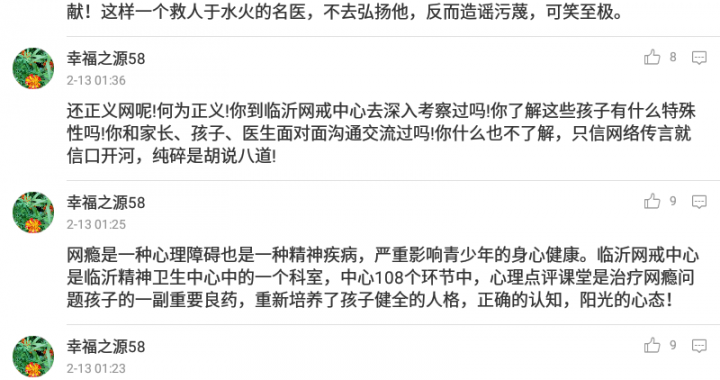 献！这样一个救人于水火的名医，不去弘扬他，反而造谣污蔑，可笑至极。
幸福之源58
8
2-13 01:36
还正义网呢!何为正义!你到临沂网戒中心去深入考察过吗!你了解这些孩子有什么特殊
性吗!你和家长、孩子、医生面对面沟通交流过吗!你什么也不了解，只信网络传言就
信口开河，纯碎是胡说八道!
幸福之源58
9
2-13 01:25
网瘾是一种心理障碍也是一种精神疾病，严重影响青少年的身心健康。临沂网戒中心
是临沂精神卫生中心中的一个科室，中心108个环节中，心理点评课堂是治疗网瘾问
题孩子的一副重要良药，重新培养了孩子健全的人格，正确的认知，阳光的心态！
幸福之源58
9
2-13 01:23